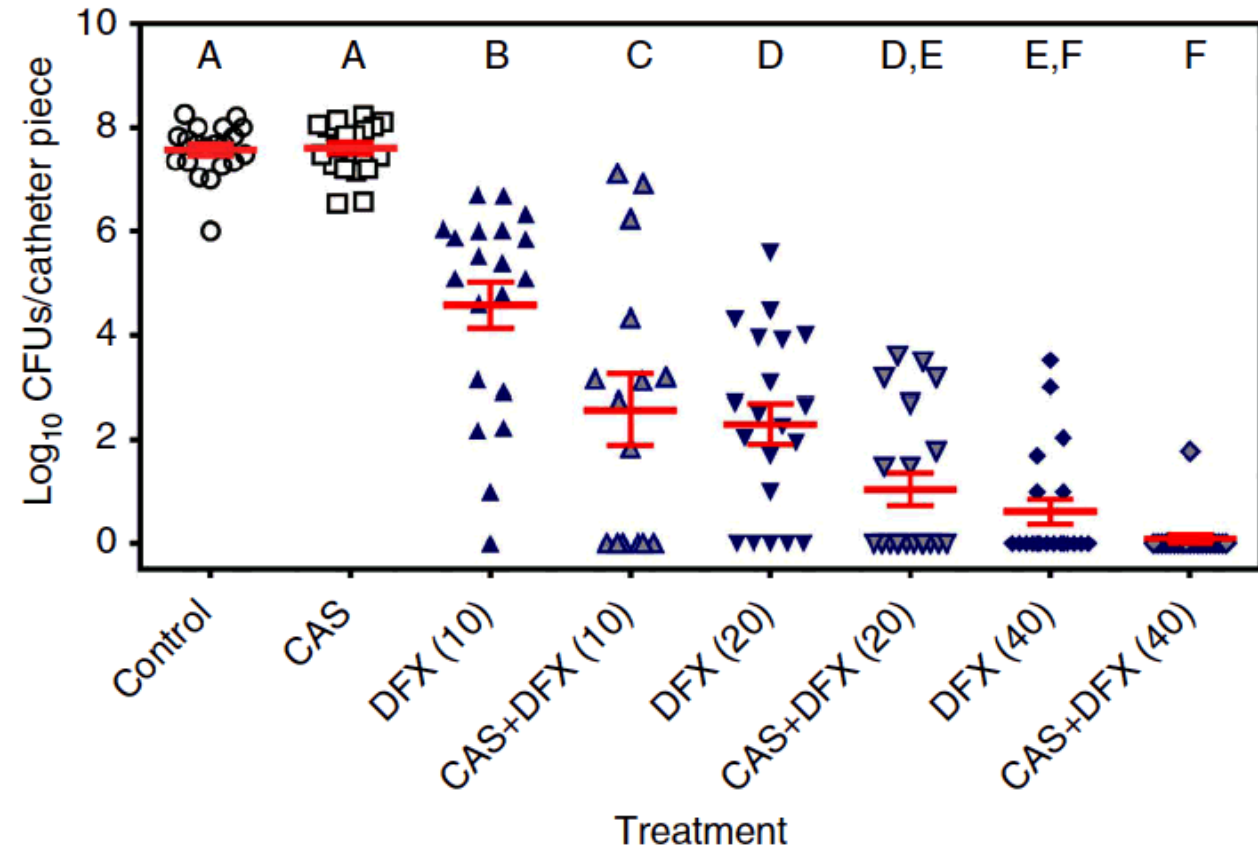 Log10 CFUs/catheter piece
10
8
6
4
2
0
A A B C D D,E E,F F
Control
CAS
DFX (10)
CAS+DFX (10)
DFX (20)
CAS+DFX (20)
DFX (40)
CAS+DFX (40)
Treatment